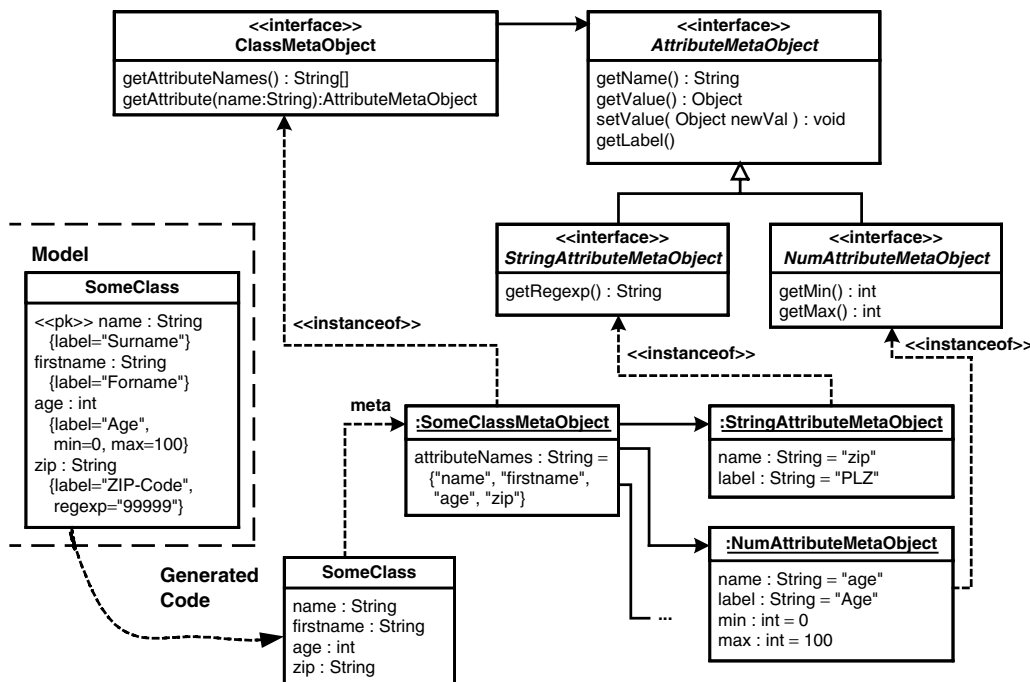 <<interface>>
ClassMetaObject
getAttributeNames() : String[]
getAttribute(name:String):AttributeMetaObject
<<interface>>
AttributeMetaObject
getName() : String
getValue() : Object
setValue( Object newVal ) : void
getLabel()
<<interface>>
StringAttributeMetaObject
getRegexp() : String
<<interface>>
NumAttributeMetaObject
getMin() : int
getMax() : int
Model
SomeClass
<<pk>> name : String
{label="Surname"}
firstname : String
{label="Forname"}
age : int
{label="Age",
min=0, max=100}
zip : String
{label="ZIP-Code",
regexp="99999"}
<<instanceof>>
<<instanceof>>
<<instanceof>>
meta
:SomeClassMetaObject
attributeNames : String =
{"name", "firstname",
"age", "zip"}
:StringAttributeMetaObject
name : String = "zip"
label : String = "PLZ"
:NumAttributeMetaObject
name : String = "age"
label : String = "Age"
min : int = 0
max : int = 100
...
Generated
Code
SomeClass
name : String
firstname : String
age : int
zip : String